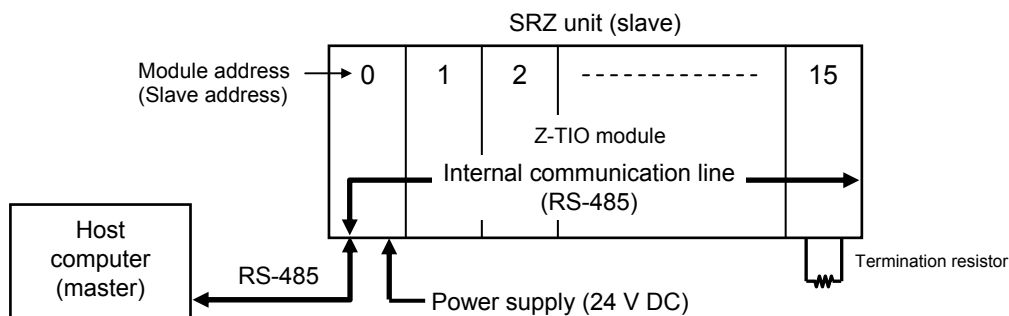 SRZ unit (slave)
Module address
(Slave address)
0
1
2
15
Z-TIO module
Internal communication line
(RS-485)
Host
computer
(master)
RS-485
Termination resistor
Power supply (24 V DC)